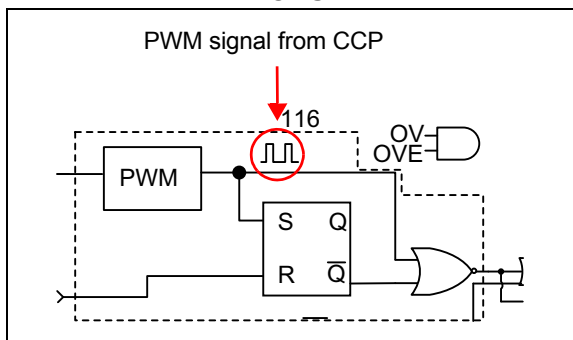 PWM signal from CCP
116
OV
OVE
PWM
S Q
R Q̅